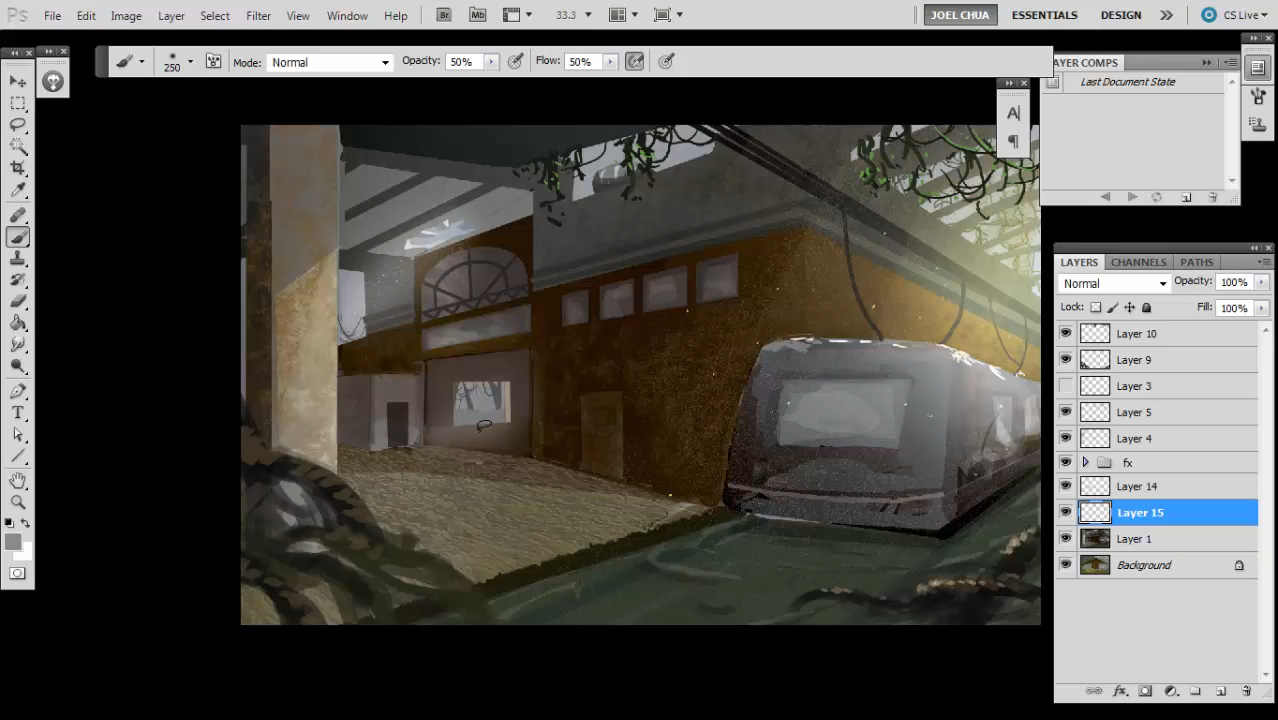 Ps File Edit Image Layer Select Filter View Window Help Br Mb 33.3 JOEL CHUA ESSENTIALS DESIGN CS Live
250 Mode: Normal Opacity: 50% Flow: 50%
AYER COMPS
Last Document State
A
LAYERS CHANNELS PATHS
Normal Opacity: 100%
Lock: Fill: 100%
Layer 10
Layer 9
Layer 3
Layer 5
Layer 4
fx
Layer 14
Layer 15
Layer 1
Background
fx
T